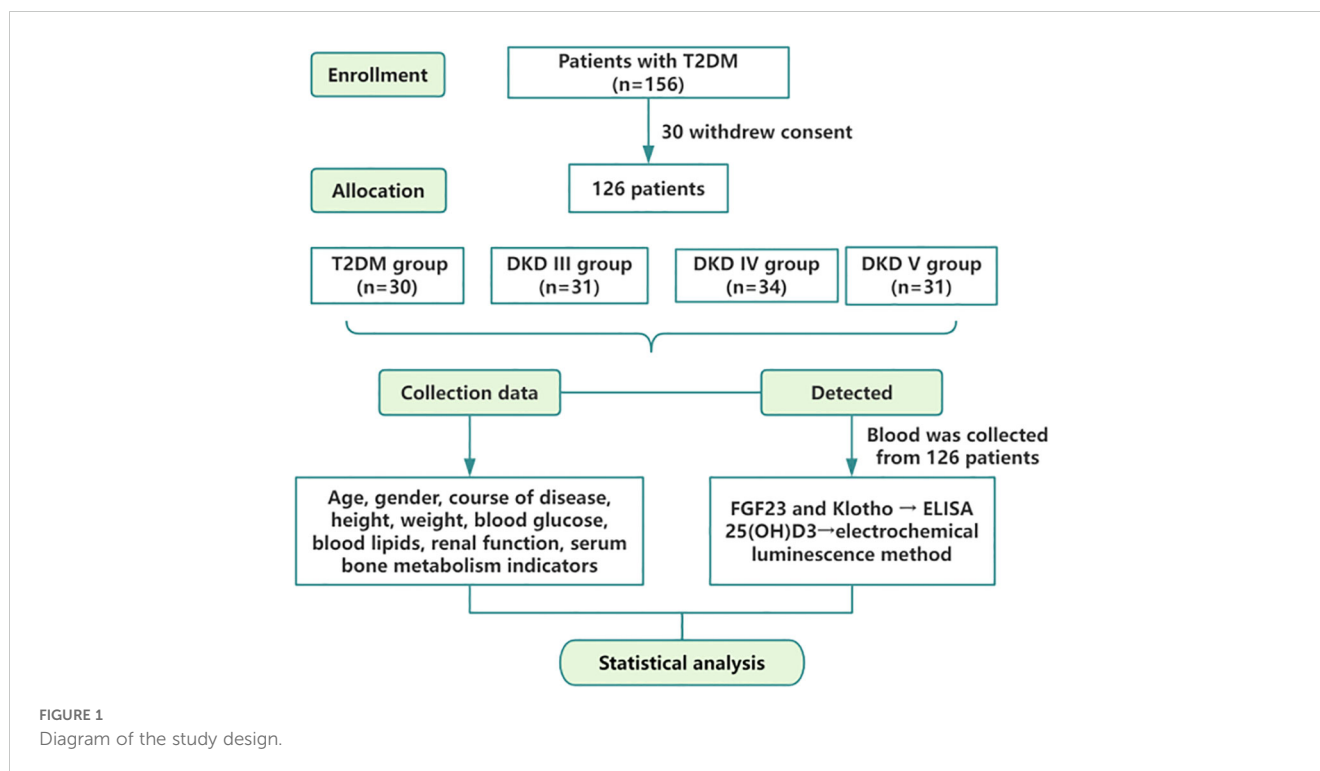 Enrollment
Patients with T2DM
(n=156)
30 withdrew consent
Allocation
126 patients
T2DM group
(n=30)
DKD III group
(n=31)
DKD IV group
(n=34)
DKD V group
(n=31)
Collection data
Detected
Blood was collected
from 126 patients
Age, gender, course of disease,
height, weight, blood glucose,
blood lipids, renal function, serum
bone metabolism indicators
FGF23 and Klotho → ELISA
25(OH)D3→electrochemical
luminescence method
Statistical analysis
FIGURE 1
Diagram of the study design.